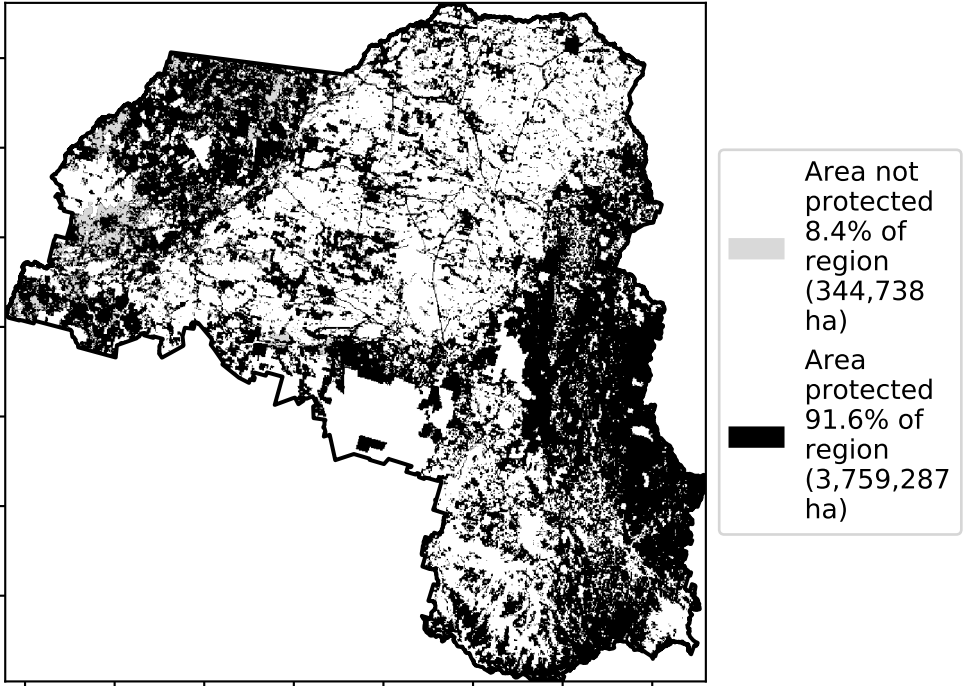 Area not
protected
8.4% of
region
(344,738
ha)
Area
protected
91.6% of
region
(3,759,287
ha)